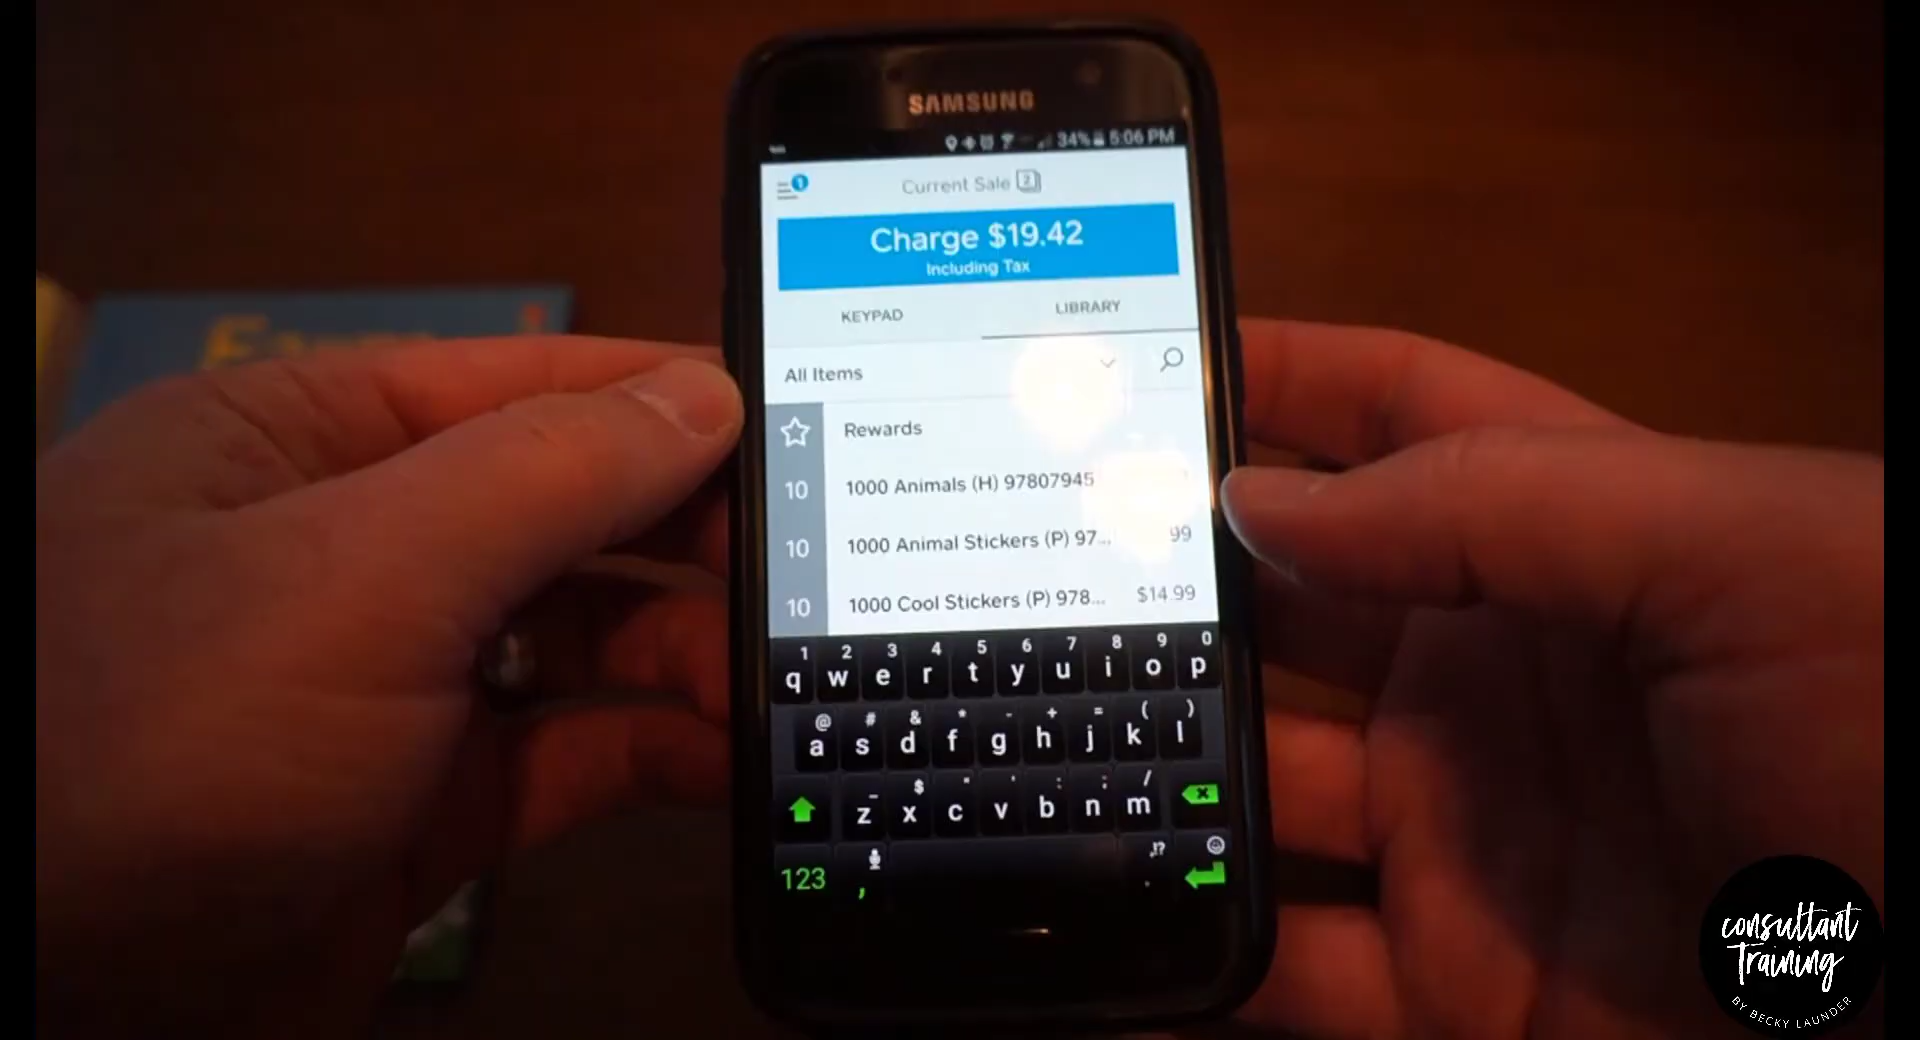 SAMSUNG
34% 5:06 PM
1
Current Sale 2
Charge $19.42
Including Tax
KEYPAD LIBRARY
All Items
Rewards
10 1000 Animals (H) 97807945
10 1000 Animal Stickers (P) 97... 99
10 1000 Cool Stickers (P) 978... $14.99
1 2 3 4 5 6 7 8 9 0
q w e r t y u i o p
@ # & * - + = ( )
a s d f g h j k l
_ $ " ' : ; /
z x c v b n m
,!?
123 , .
consultant
Training
BY BECKY LAUNDER